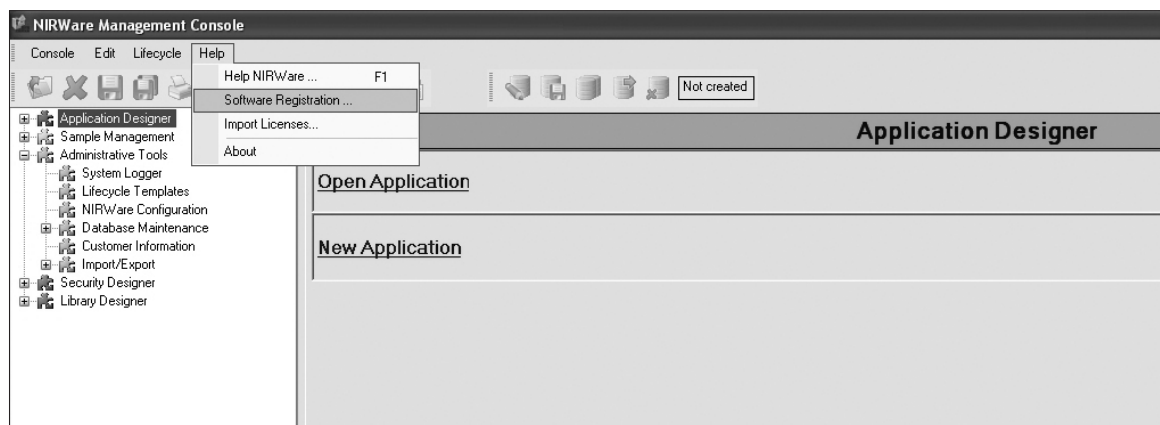 NIRWare Management Console
Console Edit Lifecycle Help
Help NIRWare ... F1
Software Registration ...
Import Licenses...
About
Not created
Application Designer
Sample Management
Administrative Tools
System Logger
Lifecycle Templates
NIRWare Configuration
Database Maintenance
Customer Information
Import/Export
Security Designer
Library Designer
Application Designer
Open Application
New Application